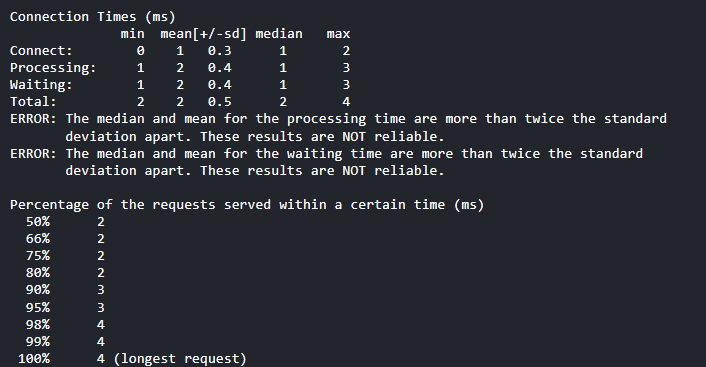 Connection Times (ms)
              min  mean[+/-sd] median   max
Connect:        0    1   0.3      1       2
Processing:     1    2   0.4      1       3
Waiting:        1    2   0.4      1       3
Total:          2    2   0.5      2       4
ERROR: The median and mean for the processing time are more than twice the standard
       deviation apart. These results are NOT reliable.
ERROR: The median and mean for the waiting time are more than twice the standard
       deviation apart. These results are NOT reliable.

Percentage of the requests served within a certain time (ms)
  50%      2
  66%      2
  75%      2
  80%      2
  90%      3
  95%      3
  98%      4
  99%      4
 100%      4 (longest request)